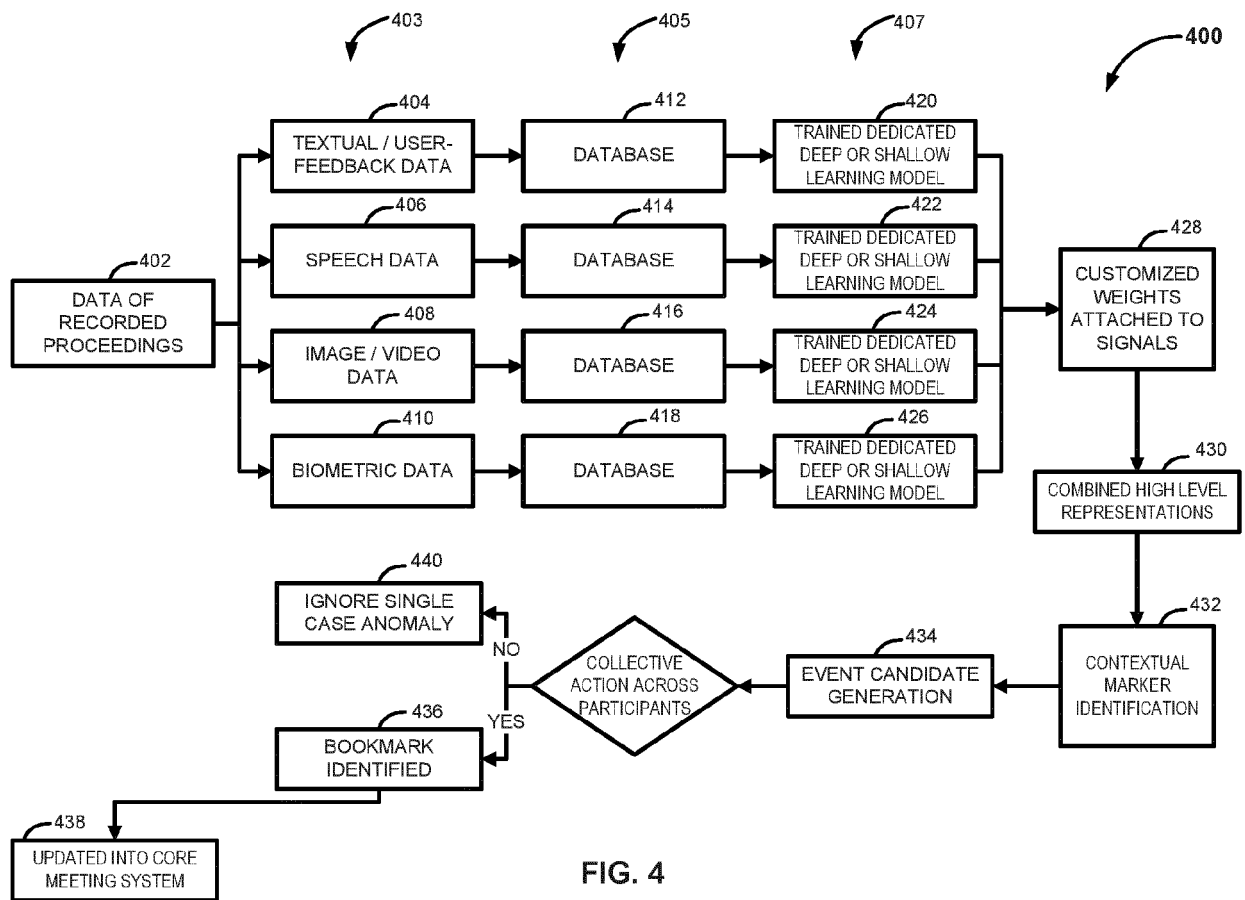 403
405
407
400
404
TEXTUAL / USER-
FEEDBACK DATA
412
DATABASE
420
TRAINED DEDICATED
DEEP OR SHALLOW
LEARNING MODEL
406
SPEECH DATA
414
DATABASE
422
TRAINED DEDICATED
DEEP OR SHALLOW
LEARNING MODEL
402
DATA OF
RECORDED
PROCEEDINGS
408
IMAGE / VIDEO
DATA
416
DATABASE
424
TRAINED DEDICATED
DEEP OR SHALLOW
LEARNING MODEL
428
CUSTOMIZED
WEIGHTS
ATTACHED TO
SIGNALS
410
BIOMETRIC DATA
418
DATABASE
426
TRAINED DEDICATED
DEEP OR SHALLOW
LEARNING MODEL
430
COMBINED HIGH LEVEL
REPRESENTATIONS
432
CONTEXTUAL
MARKER
IDENTIFICATION
434
EVENT CANDIDATE
GENERATION
COLLECTIVE
ACTION ACROSS
PARTICIPANTS
NO
440
IGNORE SINGLE
CASE ANOMALY
YES
436
BOOKMARK
IDENTIFIED
438
UPDATED INTO CORE
MEETING SYSTEM
FIG. 4